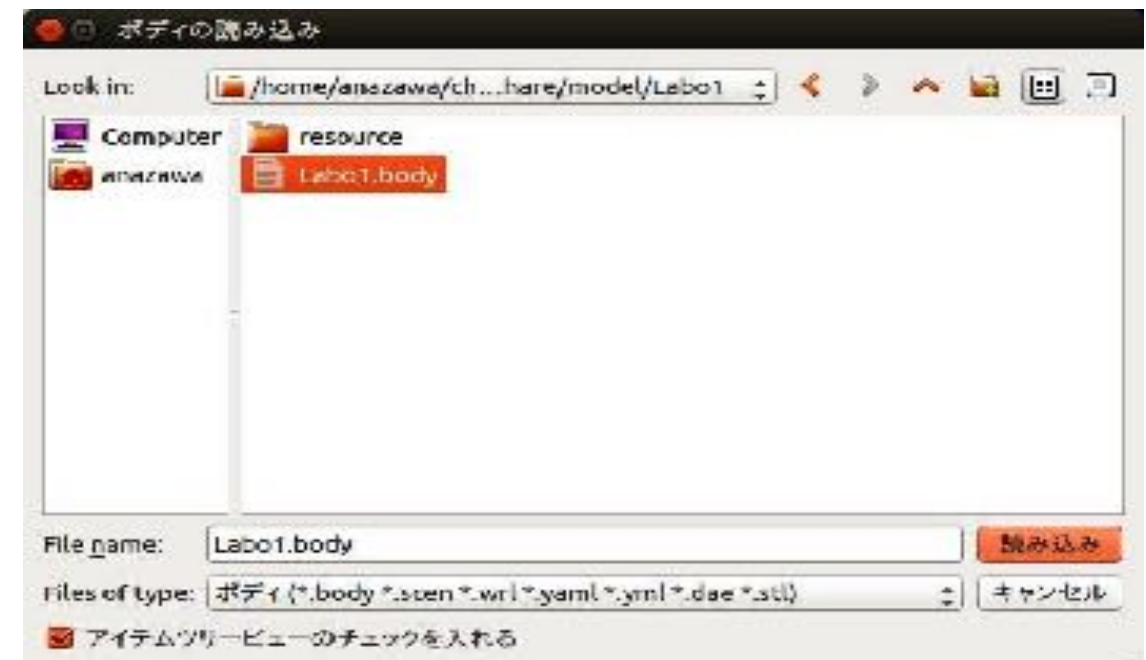 ボディの読み込み
Look in: /home/anazawa/ch...hare/model/Labo1
Computer
anazawa
resource
Labo1.body
File name: Labo1.body 読み込み
Files of type: ボディ (*.body *.scen *.wrl *.yaml *.yml *.dae *.stl) キャンセル
アイテムツリービューのチェックを入れる